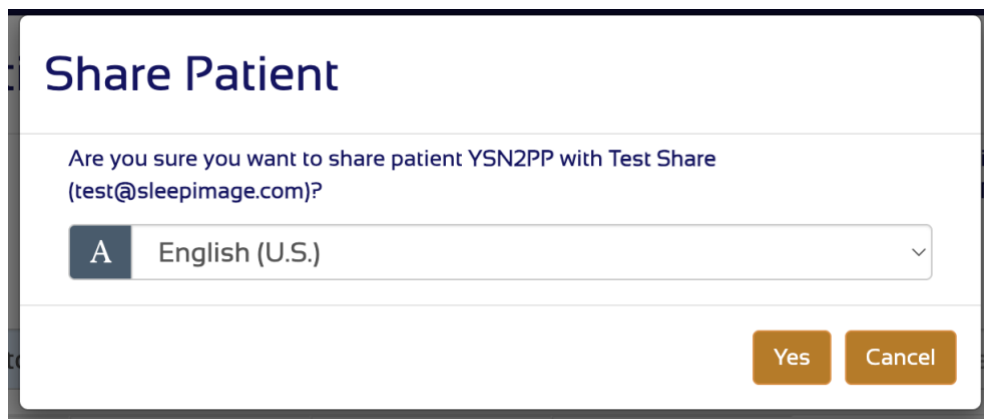 Share Patient
Are you sure you want to share patient YSN2PP with Test Share
(test@sleepimage.com)?
A English (U.S.)
Yes Cancel